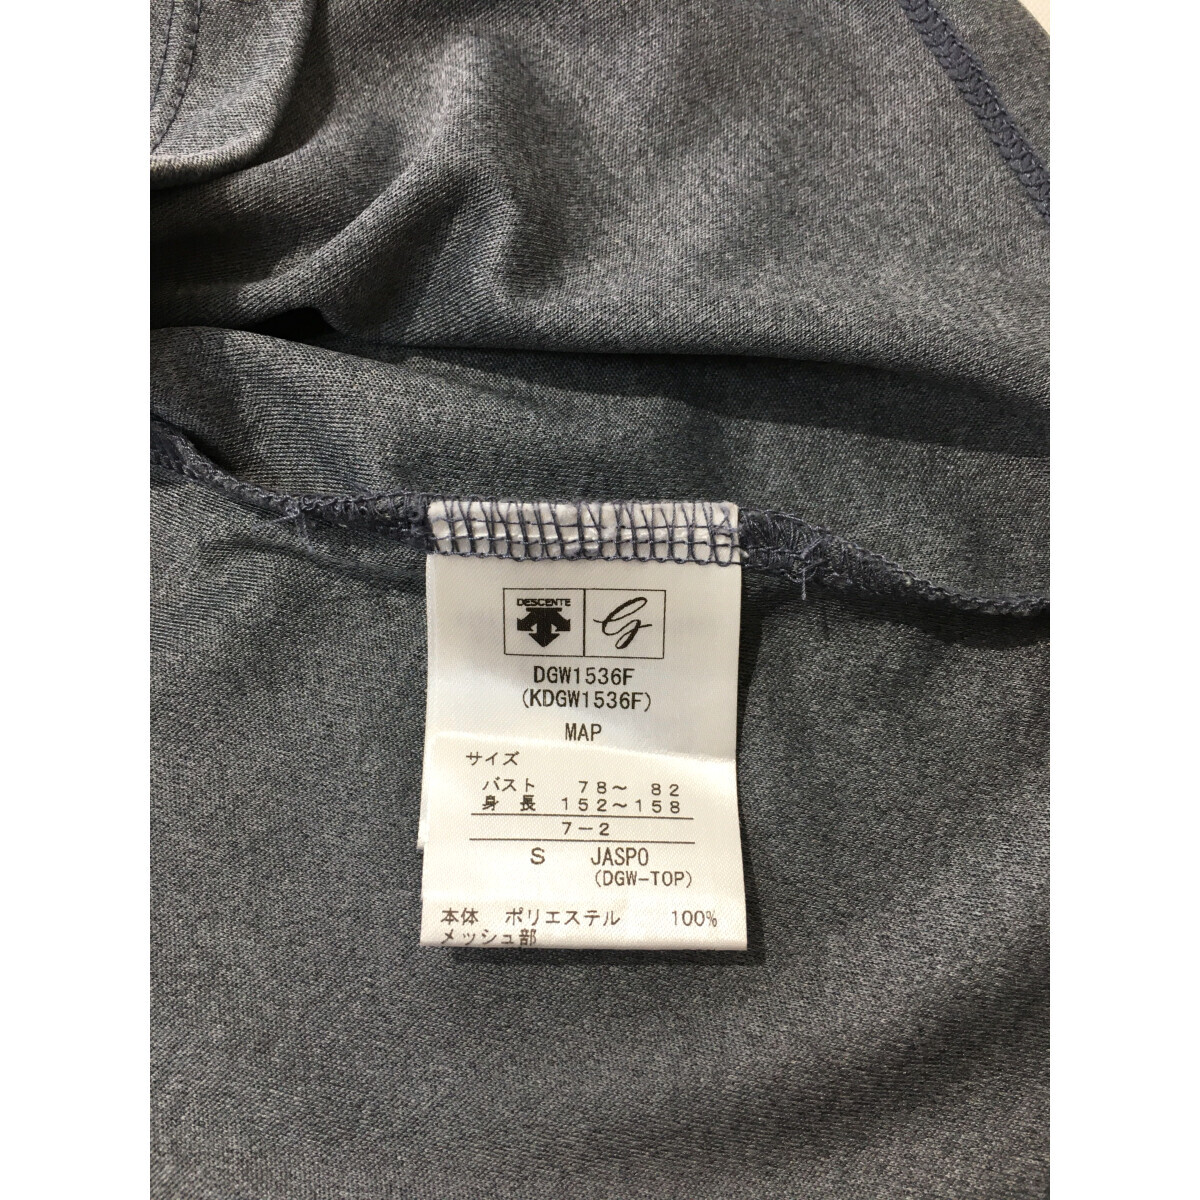 DESCENTE
G
DGW1536F
(KDGW1536F)
MAP
サイズ
バスト 78〜 82
身 長 152〜158
7-2
S JASPO
(DGW-TOP)
本体 ポリエステル 100%
メッシュ部